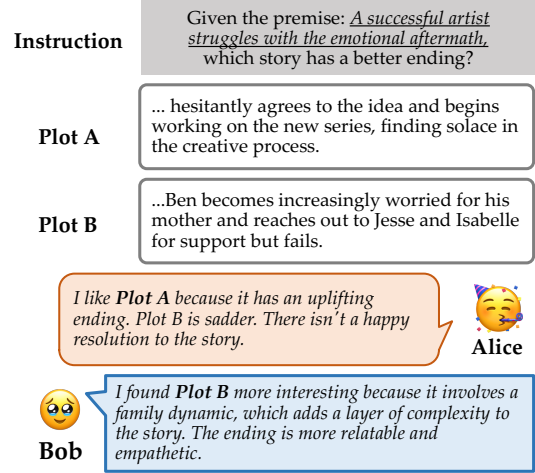 Instruction
Given the premise: A successful artist
struggles with the emotional aftermath,
which story has a better ending?
Plot A
... hesitantly agrees to the idea and begins
working on the new series, finding solace in
the creative process.
Plot B
...Ben becomes increasingly worried for his
mother and reaches out to Jesse and Isabelle
for support but fails.
I like Plot A because it has an uplifting
ending. Plot B is sadder. There isn't a happy
resolution to the story.
Alice
I found Plot B more interesting because it involves a
family dynamic, which adds a layer of complexity to
the story. The ending is more relatable and
empathetic.
Bob